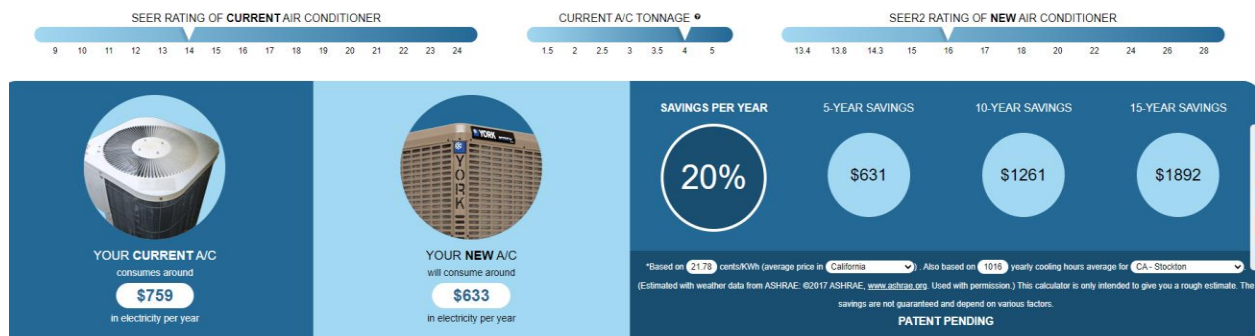 SEER RATING OF CURRENT AIR CONDITIONER
9 10 11 12 13 14 15 16 17 18 19 20 21 22 23 24
CURRENT A/C TONNAGE ?
1.5 2 2.5 3 3.5 4 5
SEER2 RATING OF NEW AIR CONDITIONER
13.4 13.8 14.3 15 16 17 18 20 22 24 26 28
YOUR CURRENT A/C
consumes around
$759
in electricity per year
YORK
YORK
YOUR NEW A/C
will consume around
$633
in electricity per year
SAVINGS PER YEAR
20%
5-YEAR SAVINGS
$631
10-YEAR SAVINGS
$1261
15-YEAR SAVINGS
$1892
*Based on 21.78 cents/KWh (average price in California ) . Also based on 1016 yearly cooling hours average for CA - Stockton .
(Estimated with weather data from ASHRAE: ©2017 ASHRAE, www.ashrae.org. Used with permission.) This calculator is only intended to give you a rough estimate. The
savings are not guaranteed and depend on various factors.
PATENT PENDING